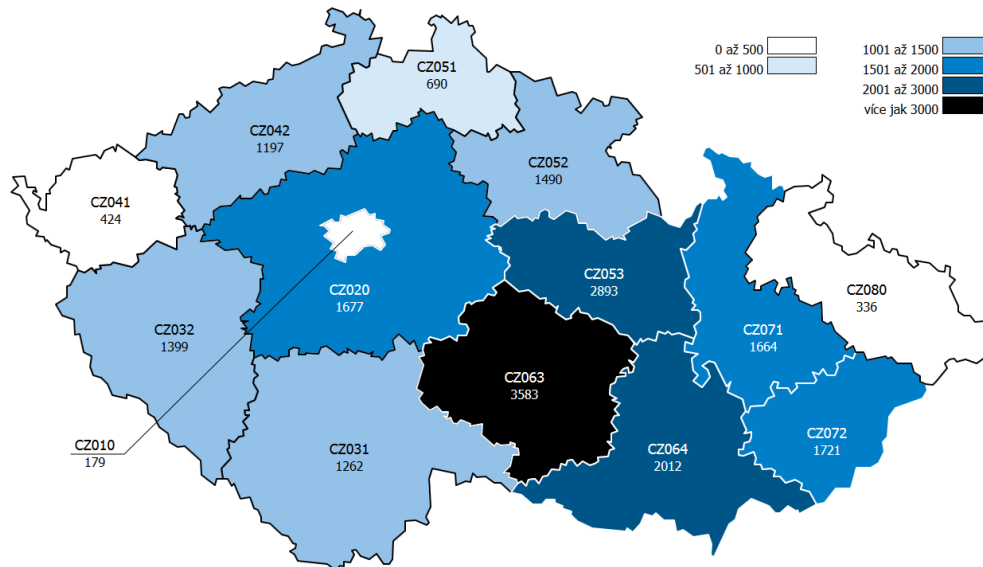 0 až 500
501 až 1000
1001 až 1500
1501 až 2000
2001 až 3000
více jak 3000
CZ051
690
CZ042
1197
CZ052
1490
CZ041
424
CZ053
2893
CZ020
1677
CZ080
336
CZ032
1399
CZ071
1664
CZ063
3583
CZ072
1721
CZ010
179
CZ031
1262
CZ064
2012